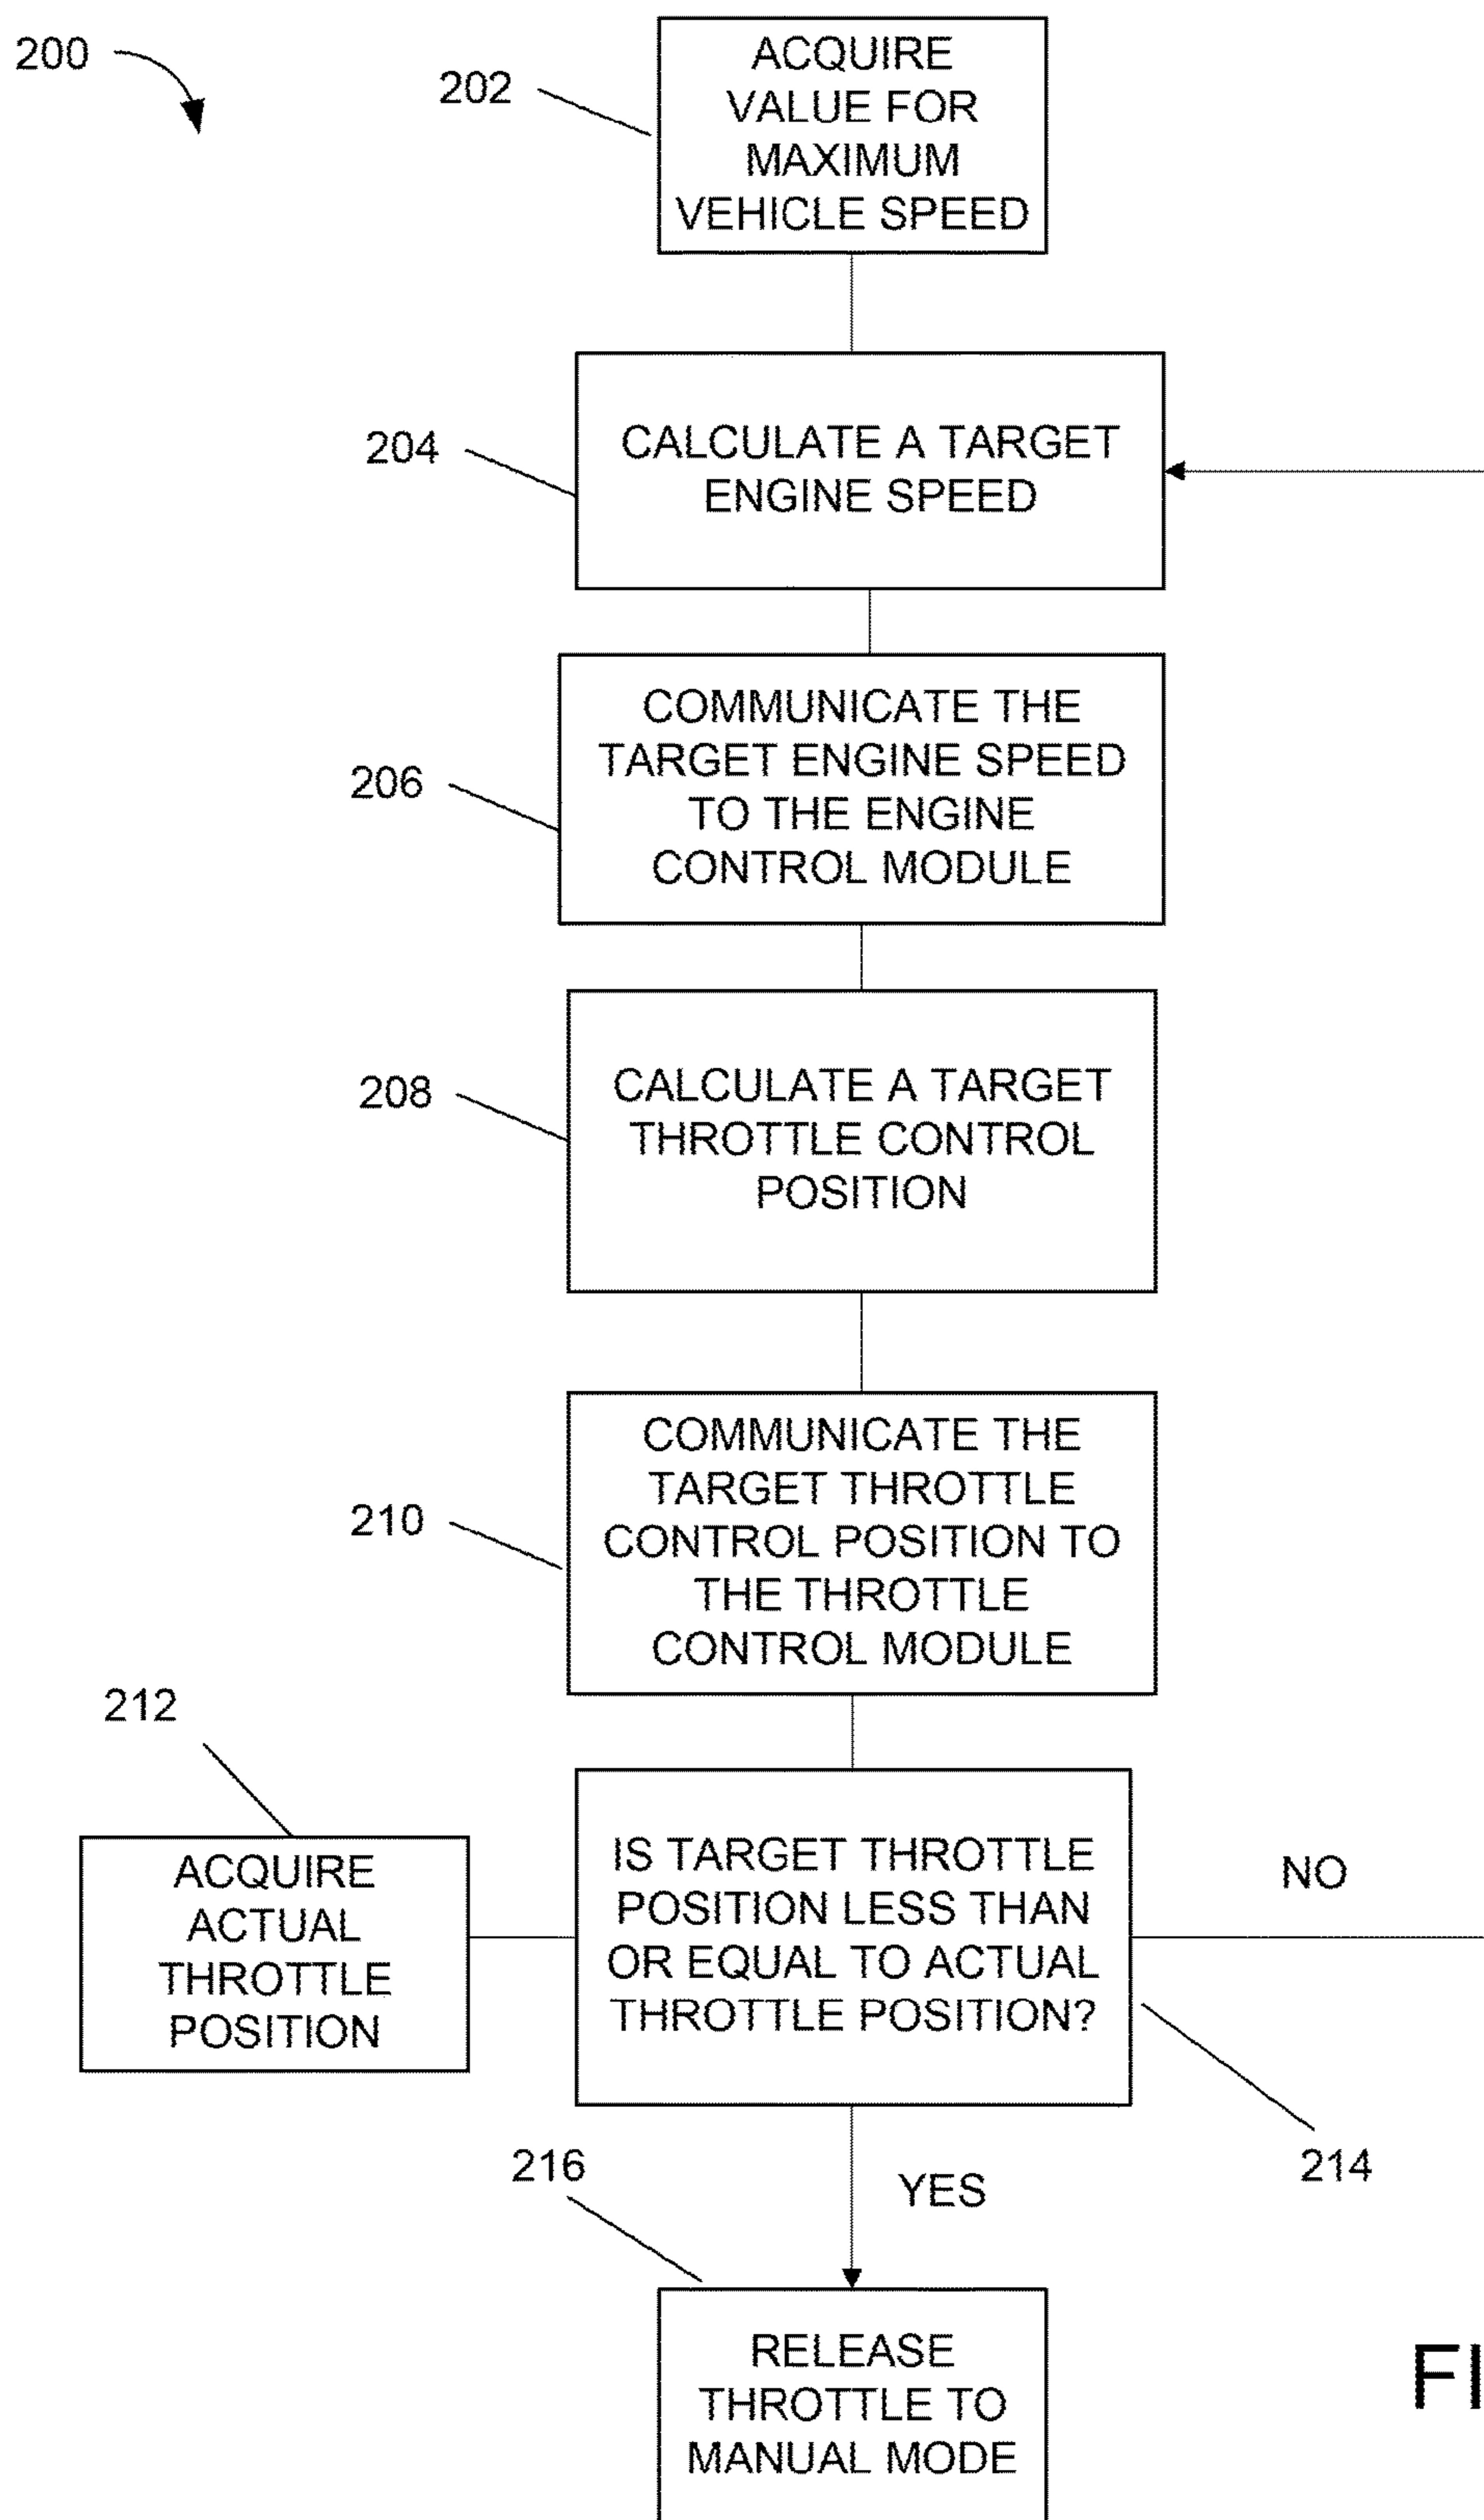 200
202
ACQUIRE
VALUE FOR
MAXIMUM
VEHICLE SPEED
204
CALCULATE A TARGET
ENGINE SPEED
206
COMMUNICATE THE
TARGET ENGINE SPEED
TO THE ENGINE
CONTROL MODULE
208
CALCULATE A TARGET
THROTTLE CONTROL
POSITION
210
COMMUNICATE THE
TARGET THROTTLE
CONTROL POSITION TO
THE THROTTLE
CONTROL MODULE
212
ACQUIRE
ACTUAL
THROTTLE
POSITION
IS TARGET THROTTLE
POSITION LESS THAN
OR EQUAL TO ACTUAL
THROTTLE POSITION?
NO
214
216
YES
RELEASE
THROTTLE TO
MANUAL MODE
FI